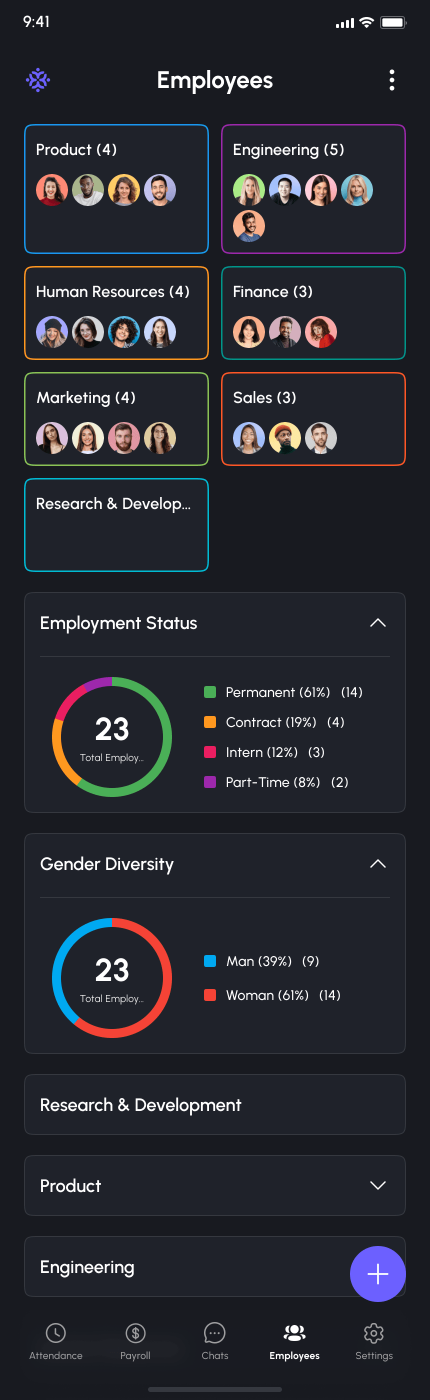 9:41
Employees
Product (4)
Engineering (5)
Human Resources (4)
Finance (3)
Marketing (4)
Sales (3)
Research & Develop...
Employment Status
23
Total Employ...
Permanent (61%) (14)
Contract (19%) (4)
Intern (12%) (3)
Part-Time (8%) (2)
Gender Diversity
23
Total Employ...
Man (39%) (9)
Woman (61%) (14)
Research & Development
Product
Engineering
Attendance
Payroll
Chats
Employees
Settings